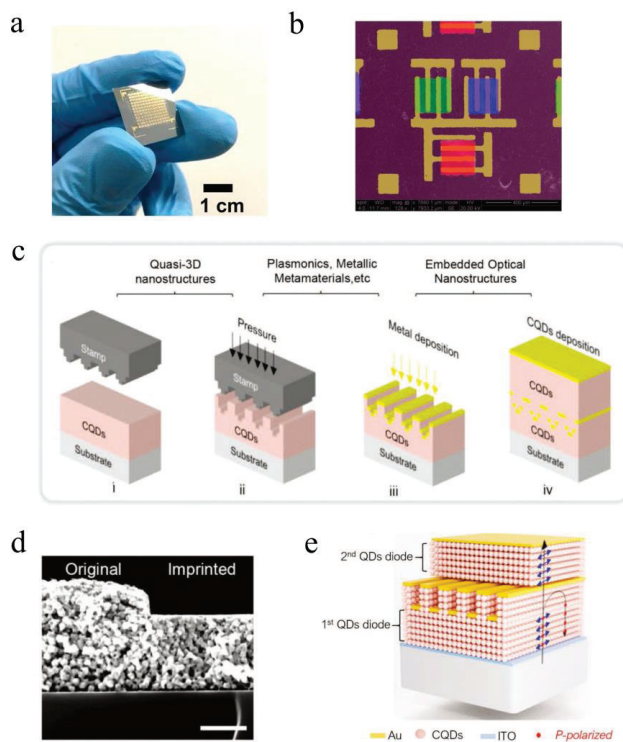 a
1 cm
b
400 µm
c
Quasi-3D
nanostructures
Plasmonics, Metallic
Metamaterials,etc
Embedded Optical
Nanostructures
Stamp
CQDs
Substrate
i
Pressure
Stamp
CQDs
Substrate
ii
Metal deposition
CQDs
Substrate
iii
CQDs deposition
CQDs
CQDs
Substrate
iv
d
Original
Imprinted
e
2nd QDs diode
1st QDs diode
Au
CQDs
ITO
P-polarized